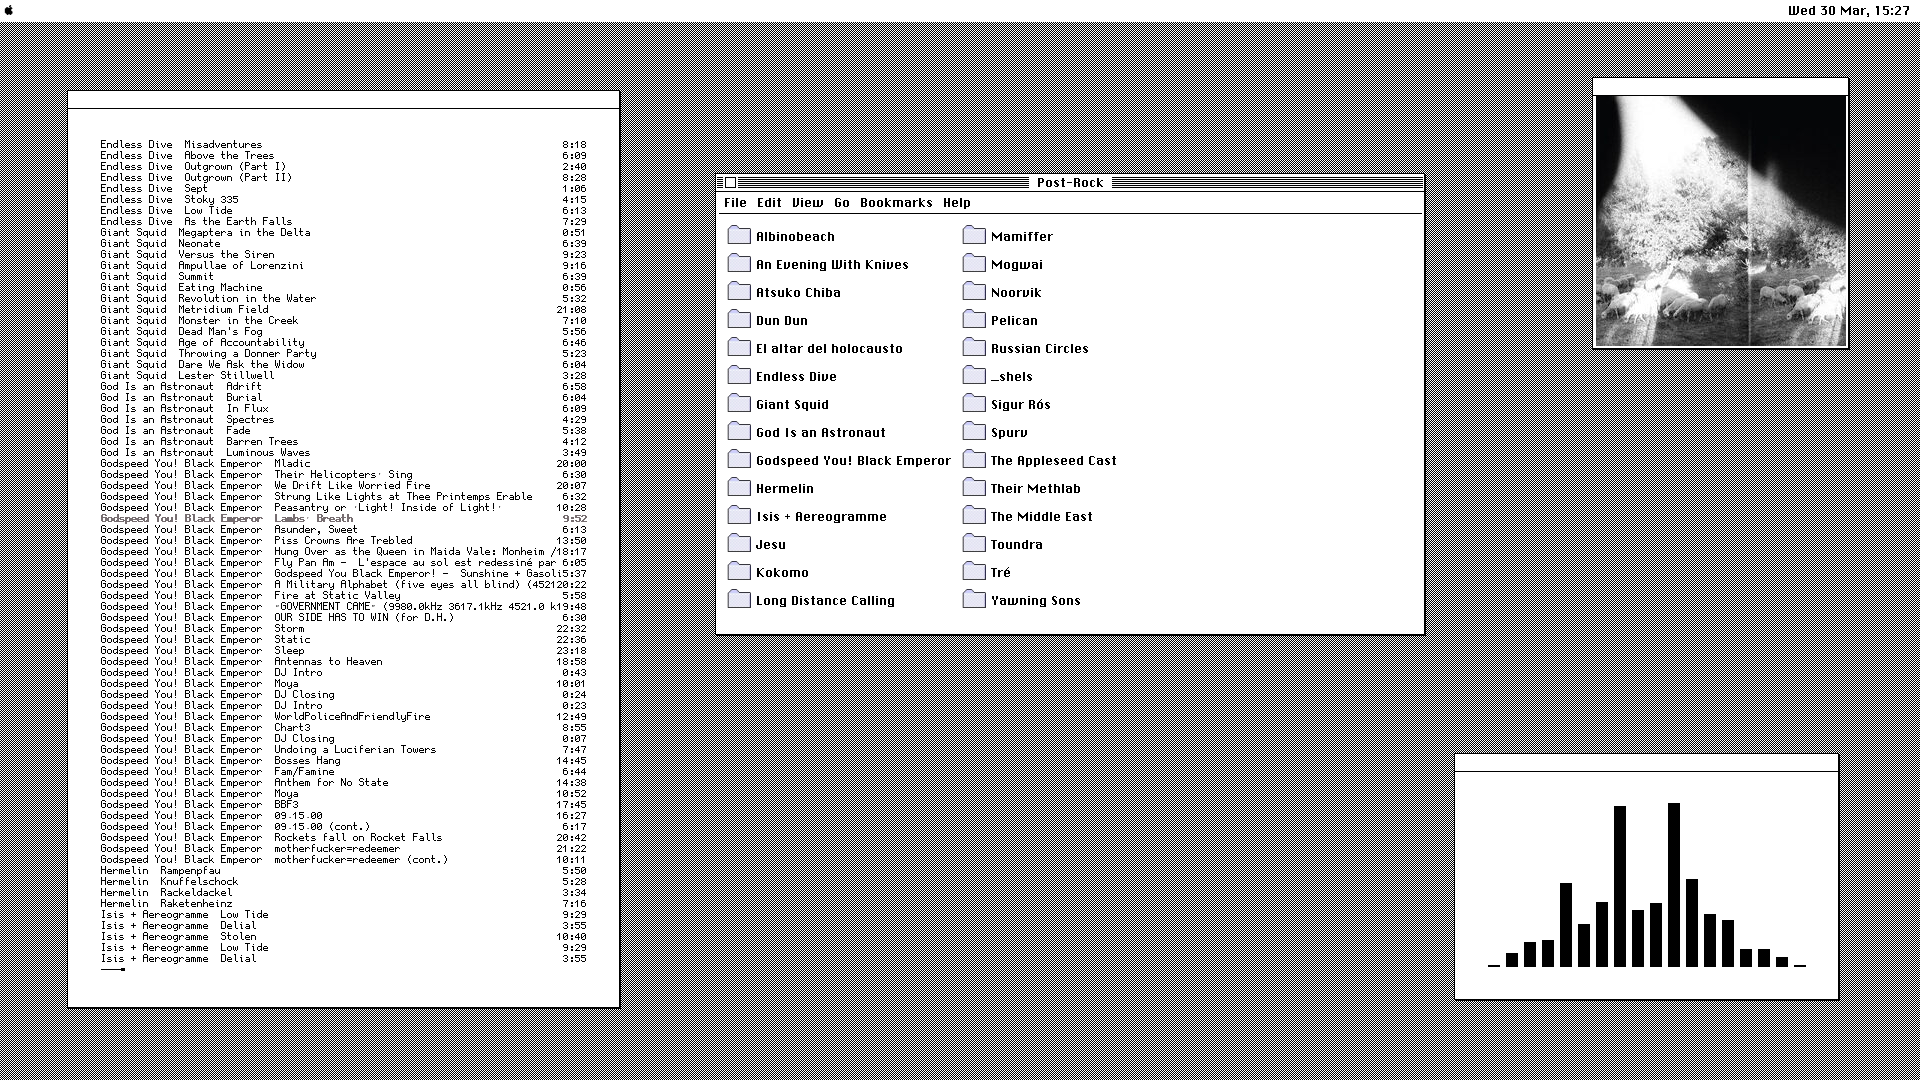 Wed 30 Mar, 15:27
Endless Dive  Misadventures  8:18
Endless Dive  Above the Trees  6:09
Endless Dive  Outgrown (Part I)  2:40
Endless Dive  Outgrown (Part II)  8:28
Endless Dive  Sept  1:06
Endless Dive  Stoky 335  4:15
Endless Dive  Low Tide  6:13
Endless Dive  As the Earth Falls  7:29
Giant Squid  Megaptera in the Delta  0:51
Giant Squid  Neonate  6:39
Giant Squid  Versus the Siren  9:23
Giant Squid  Ampullae of Lorenzini  9:16
Giant Squid  Summit  6:39
Giant Squid  Eating Machine  0:56
Giant Squid  Revolution in the Water  5:32
Giant Squid  Metridium Field  21:08
Giant Squid  Monster in the Creek  7:10
Giant Squid  Dead Man's Fog  5:56
Giant Squid  Age of Accountability  6:46
Giant Squid  Throwing a Donner Party  5:23
Giant Squid  Dare We Ask the Widow  6:04
Giant Squid  Lester Stillwell  3:28
God Is an Astronaut  Adrift  6:58
God Is an Astronaut  Burial  6:04
God Is an Astronaut  In Flux  6:09
God Is an Astronaut  Spectres  4:29
God Is an Astronaut  Fade  5:38
God Is an Astronaut  Barren Trees  4:12
God Is an Astronaut  Luminous Waves  3:49
Godspeed You! Black Emperor  Mladic  20:00
Godspeed You! Black Emperor  Their Helicopters' Sing  6:30
Godspeed You! Black Emperor  We Drift Like Worried Fire  20:07
Godspeed You! Black Emperor  Strung Like Lights at Thee Printemps Erable  6:32
Godspeed You! Black Emperor  Peasantry or 'Light! Inside of Light!'  10:28
Godspeed You! Black Emperor  Lambs' Breath  9:52
Godspeed You! Black Emperor  Asunder, Sweet  6:13
Godspeed You! Black Emperor  Piss Crowns Are Trebled  13:50
Godspeed You! Black Emperor  Hung Over as the Queen in Maida Vale: Monheim /18:17
Godspeed You! Black Emperor  Fly Pan Am -  L'espace au sol est redessiné par 6:05
Godspeed You! Black Emperor  Godspeed You Black Emperor! -  Sunshine + Gasoli5:37
Godspeed You! Black Emperor  A Military Alphabet (five eyes all blind) (452120:22
Godspeed You! Black Emperor  Fire at Static Valley  5:58
Godspeed You! Black Emperor  "GOVERNMENT CAME" (9980.0kHz 3617.1kHz 4521.0 k19:48
Godspeed You! Black Emperor  OUR SIDE HAS TO WIN (for D.H.)  6:30
Godspeed You! Black Emperor  Storm  22:32
Godspeed You! Black Emperor  Static  22:36
Godspeed You! Black Emperor  Sleep  23:18
Godspeed You! Black Emperor  Antennas to Heaven  18:58
Godspeed You! Black Emperor  DJ Intro  0:43
Godspeed You! Black Emperor  Moya  10:01
Godspeed You! Black Emperor  DJ Closing  0:24
Godspeed You! Black Emperor  DJ Intro  0:23
Godspeed You! Black Emperor  WorldPoliceAndFriendlyFire  12:49
Godspeed You! Black Emperor  Chart3  8:55
Godspeed You! Black Emperor  DJ Closing  0:07
Godspeed You! Black Emperor  Undoing a Luciferian Towers  7:47
Godspeed You! Black Emperor  Bosses Hang  14:45
Godspeed You! Black Emperor  Fam/Famine  6:44
Godspeed You! Black Emperor  Anthem for No State  14:38
Godspeed You! Black Emperor  Moya  10:52
Godspeed You! Black Emperor  BBF3  17:45
Godspeed You! Black Emperor  09-15-00  16:27
Godspeed You! Black Emperor  09-15-00 (cont.)  6:17
Godspeed You! Black Emperor  Rockets fall on Rocket Falls  20:42
Godspeed You! Black Emperor  motherfucker=redeemer  21:22
Godspeed You! Black Emperor  motherfucker=redeemer (cont.)  10:11
Hermelin  Rampenpfau  5:50
Hermelin  Knuffelschock  5:28
Hermelin  Rackeldackel  3:34
Hermelin  Raketenheinz  7:16
Isis + Aereogramme  Low Tide  9:29
Isis + Aereogramme  Delial  3:55
Isis + Aereogramme  Stolen  10:40
Isis + Aereogramme  Low Tide  9:29
Isis + Aereogramme  Delial  3:55
Post-Rock
File Edit View Go Bookmarks Help
Albinobeach
An Evening With Knives
Atsuko Chiba
Dun Dun
El altar del holocausto
Endless Dive
Giant Squid
God Is an Astronaut
Godspeed You! Black Emperor
Hermelin
Isis + Aereogramme
Jesu
Kokomo
Long Distance Calling
Mamiffer
Mogwai
Noorvik
Pelican
Russian Circles
_shels
Sigur Rós
Spurv
The Appleseed Cast
Their Methlab
The Middle East
Toundra
Tré
Yawning Sons